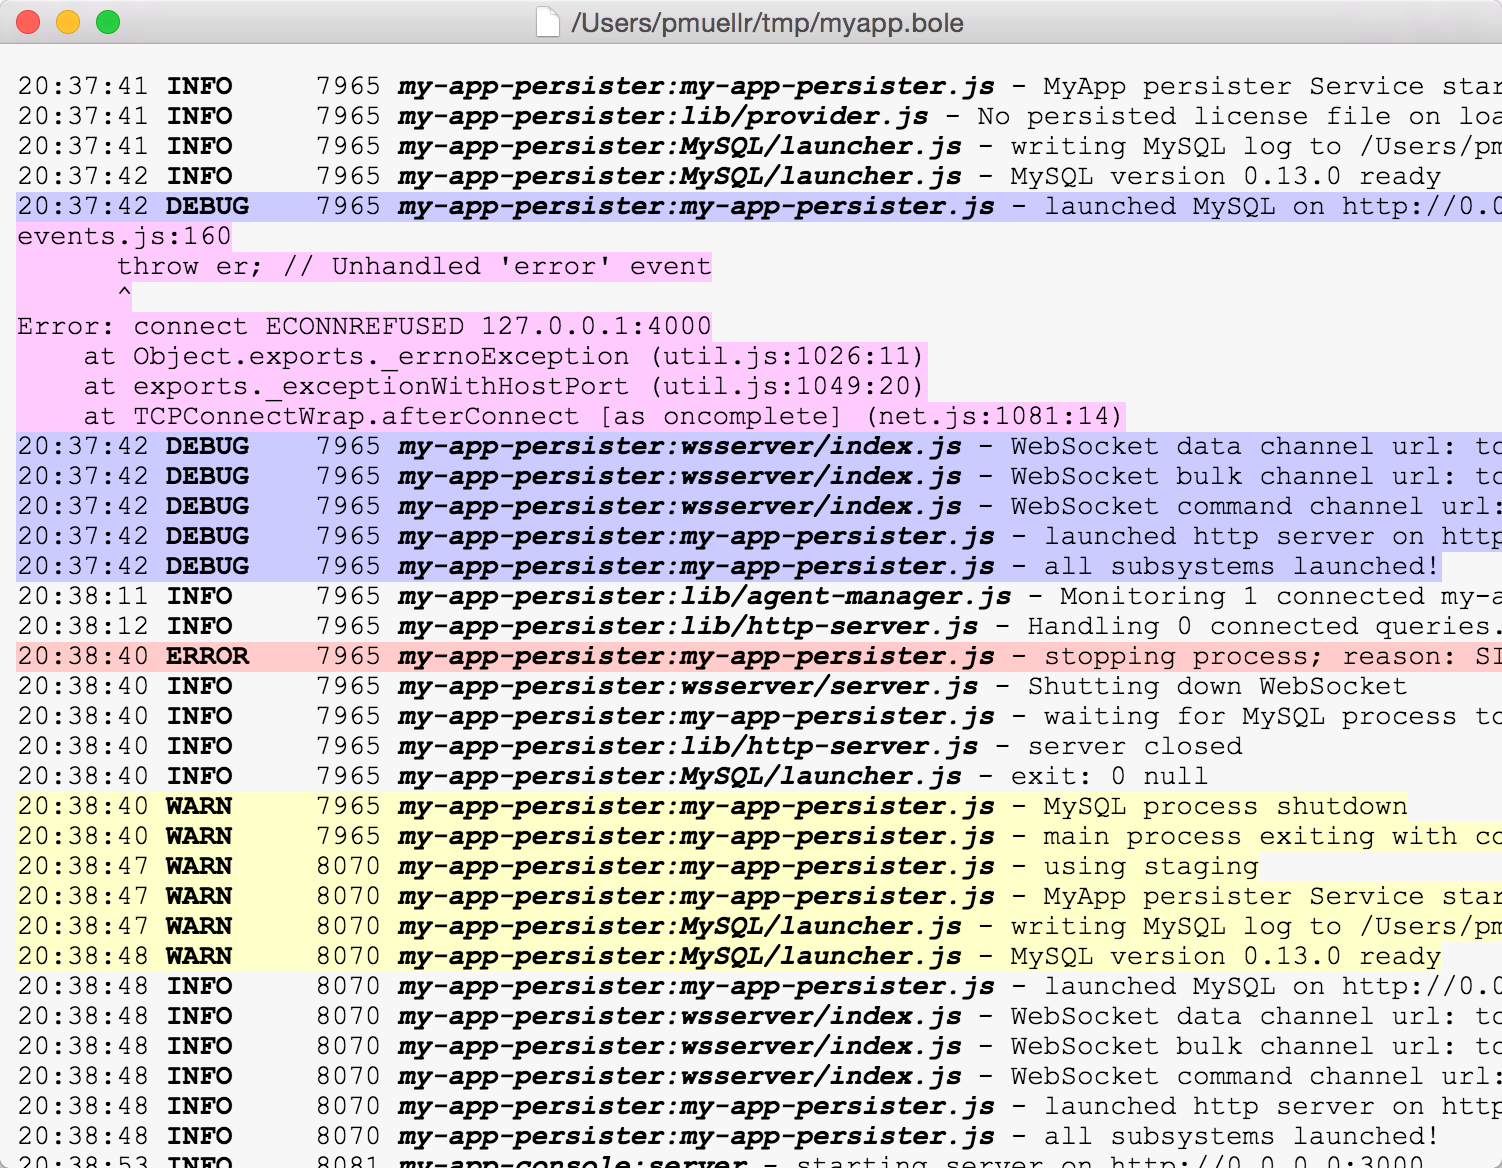 /Users/pmuellr/tmp/myapp.bole
20:37:41 INFO     7965 my-app-persister:my-app-persister.js - MyApp persister Service star
20:37:41 INFO     7965 my-app-persister:lib/provider.js - No persisted license file on loa
20:37:41 INFO     7965 my-app-persister:MySQL/launcher.js - writing MySQL log to /Users/pm
20:37:42 INFO     7965 my-app-persister:MySQL/launcher.js - MySQL version 0.13.0 ready
20:37:42 DEBUG    7965 my-app-persister:my-app-persister.js - launched MySQL on http://0.0
events.js:160
      throw er; // Unhandled 'error' event
      ^
Error: connect ECONNREFUSED 127.0.0.1:4000
    at Object.exports._errnoException (util.js:1026:11)
    at exports._exceptionWithHostPort (util.js:1049:20)
    at TCPConnectWrap.afterConnect [as oncomplete] (net.js:1081:14)
20:37:42 DEBUG    7965 my-app-persister:wsserver/index.js - WebSocket data channel url: tc
20:37:42 DEBUG    7965 my-app-persister:wsserver/index.js - WebSocket bulk channel url: tc
20:37:42 DEBUG    7965 my-app-persister:wsserver/index.js - WebSocket command channel url:
20:37:42 DEBUG    7965 my-app-persister:my-app-persister.js - launched http server on http
20:37:42 DEBUG    7965 my-app-persister:my-app-persister.js - all subsystems launched!
20:38:11 INFO     7965 my-app-persister:lib/agent-manager.js - Monitoring 1 connected my-a
20:38:12 INFO     7965 my-app-persister:lib/http-server.js - Handling 0 connected queries.
20:38:40 ERROR    7965 my-app-persister:my-app-persister.js - stopping process; reason: SI
20:38:40 INFO     7965 my-app-persister:wsserver/server.js - Shutting down WebSocket
20:38:40 INFO     7965 my-app-persister:my-app-persister.js - waiting for MySQL process to
20:38:40 INFO     7965 my-app-persister:lib/http-server.js - server closed
20:38:40 INFO     7965 my-app-persister:MySQL/launcher.js - exit: 0 null
20:38:40 WARN     7965 my-app-persister:my-app-persister.js - MySQL process shutdown
20:38:40 WARN     7965 my-app-persister:my-app-persister.js - main process exiting with co
20:38:47 WARN     8070 my-app-persister:my-app-persister.js - using staging
20:38:47 WARN     8070 my-app-persister:my-app-persister.js - MyApp persister Service star
20:38:47 WARN     8070 my-app-persister:MySQL/launcher.js - writing MySQL log to /Users/pm
20:38:48 WARN     8070 my-app-persister:MySQL/launcher.js - MySQL version 0.13.0 ready
20:38:48 INFO     8070 my-app-persister:my-app-persister.js - launched MySQL on http://0.0
20:38:48 INFO     8070 my-app-persister:wsserver/index.js - WebSocket data channel url: tc
20:38:48 INFO     8070 my-app-persister:wsserver/index.js - WebSocket bulk channel url: tc
20:38:48 INFO     8070 my-app-persister:wsserver/index.js - WebSocket command channel url:
20:38:48 INFO     8070 my-app-persister:my-app-persister.js - launched http server on http
20:38:48 INFO     8070 my-app-persister:my-app-persister.js - all subsystems launched!
20:38:53 INFO     8081 my-app-console:server - starting server on http://0.0.0.0:3000